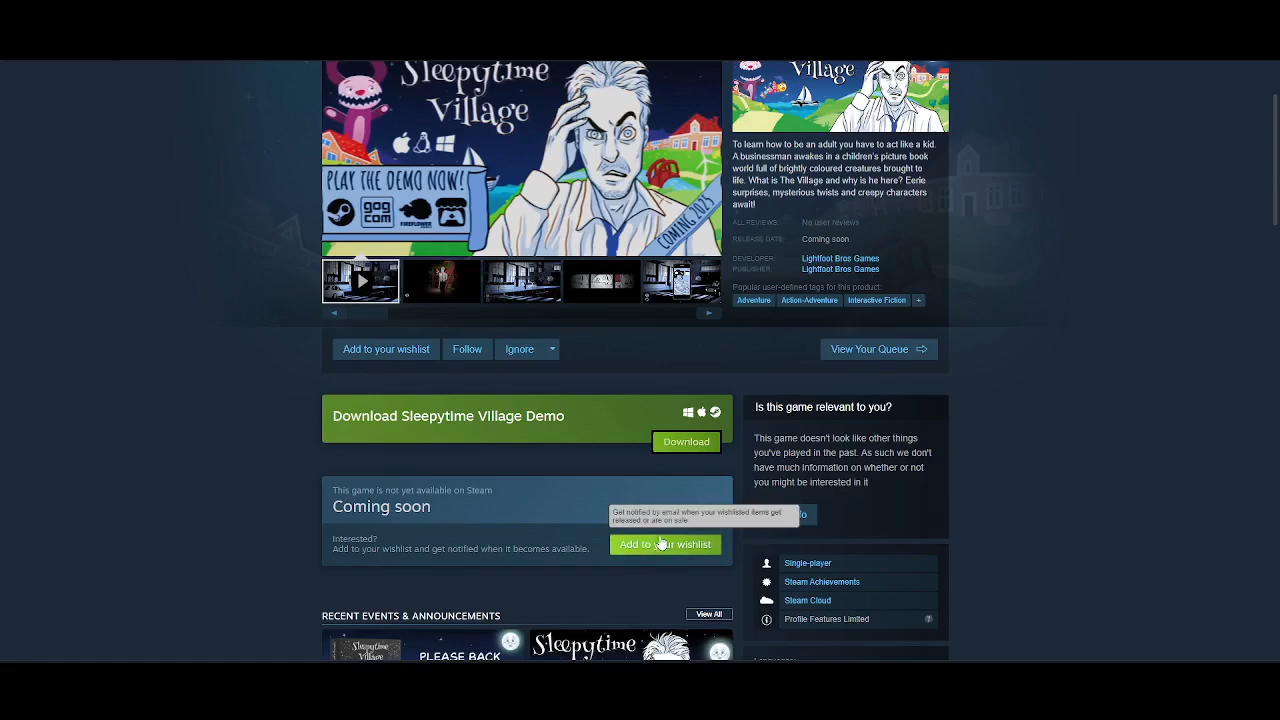 Sleepytime
Village
PLAY THE DEMO NOW!
GOG
COM
FIREFLOWER
COMING 2023
Village
To learn how to be an adult you have to act like a kid.
A businessman awakes in a children's picture book
world full of brightly coloured creatures brought to
life. What is The Village and why is he here? Eerie
surprises, mysterious twists and creepy characters
await!
ALL REVIEWS: No user reviews
RELEASE DATE: Coming soon
DEVELOPER: Lightfoot Bros Games
PUBLISHER: Lightfoot Bros Games
Popular user-defined tags for this product:
Adventure Action-Adventure Interactive Fiction +
Add to your wishlist Follow Ignore View Your Queue
Download Sleepytime Village Demo
Download
Is this game relevant to you?
This game doesn't look like other things
you've played in the past. As such we don't
have much information on whether or not
you might be interested in it
This game is not yet available on Steam
Coming soon
Get notified by email when your wishlisted items get
released or are on sale
Interested?
Add to your wishlist and get notified when it becomes available.
Add to your wishlist
Single-player
Steam Achievements
Steam Cloud
Profile Features Limited ?
RECENT EVENTS & ANNOUNCEMENTS View All
Sleepytime
Village
PLEASE BACK
Sleepytime